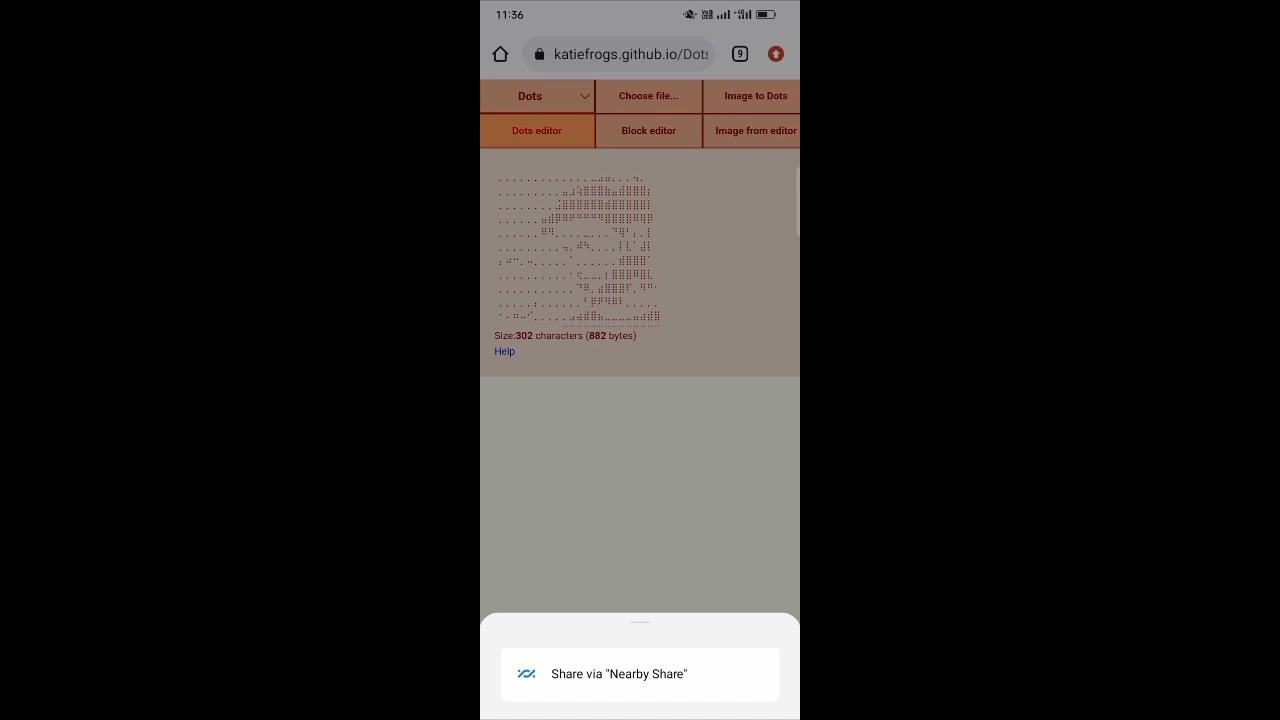 11:36
katiefrogs.github.io/Dots
9
Dots
Choose file...
Image to Dots
Dots editor
Block editor
Image from editor
Size:302 characters (882 bytes)
Help
Share via "Nearby Share"